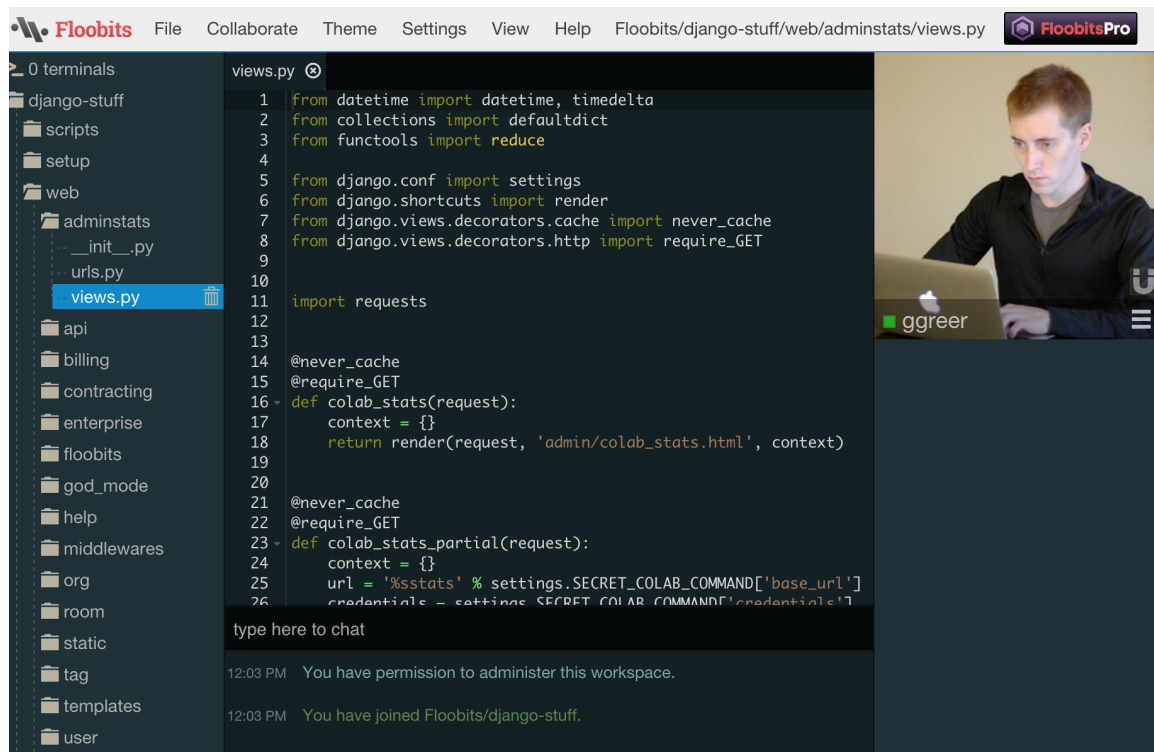 Floobits File Collaborate Theme Settings View Help Floobits/django-stuff/web/adminstats/views.py FloobitsPro
0 terminals
django-stuff
scripts
setup
web
adminstats
__init__.py
urls.py
views.py
api
billing
contracting
enterprise
floobits
god_mode
help
middlewares
org
room
static
tag
templates
user
views.py
1 from datetime import datetime, timedelta
2 from collections import defaultdict
3 from functools import reduce
4
5 from django.conf import settings
6 from django.shortcuts import render
7 from django.views.decorators.cache import never_cache
8 from django.views.decorators.http import require_GET
9
10
11 import requests
12
13
14 @never_cache
15 @require_GET
16 def colab_stats(request):
17     context = {}
18     return render(request, 'admin/colab_stats.html', context)
19
20
21 @never_cache
22 @require_GET
23 def colab_stats_partial(request):
24     context = {}
25     url = '%sstats' % settings.SECRET_COLAB_COMMAND['base_url']
26     credentials = settings.SECRET_COLAB_COMMAND['credentials']
type here to chat
12:03 PM You have permission to administer this workspace.
12:03 PM You have joined Floobits/django-stuff.
ggreer